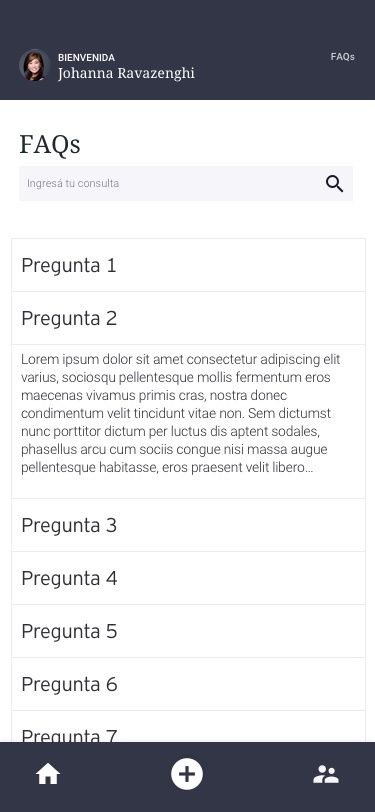 BIENVENIDA
Johanna Ravazenghi
FAQs
FAQs
Ingresá tu consulta
Pregunta 1
Pregunta 2
Lorem ipsum dolor sit amet consectetur adipiscing elit
varius, sociosqu pellentesque mollis fermentum eros
maecenas vivamus primis cras, nostra donec
condimentum velit tincidunt vitae non. Sem dictumst
nunc porttitor dictum per luctus dis aptent sodales,
phasellus arcu cum sociis congue nisi massa augue
pellentesque habitasse, eros praesent velit libero...
Pregunta 3
Pregunta 4
Pregunta 5
Pregunta 6
Pregunta 7